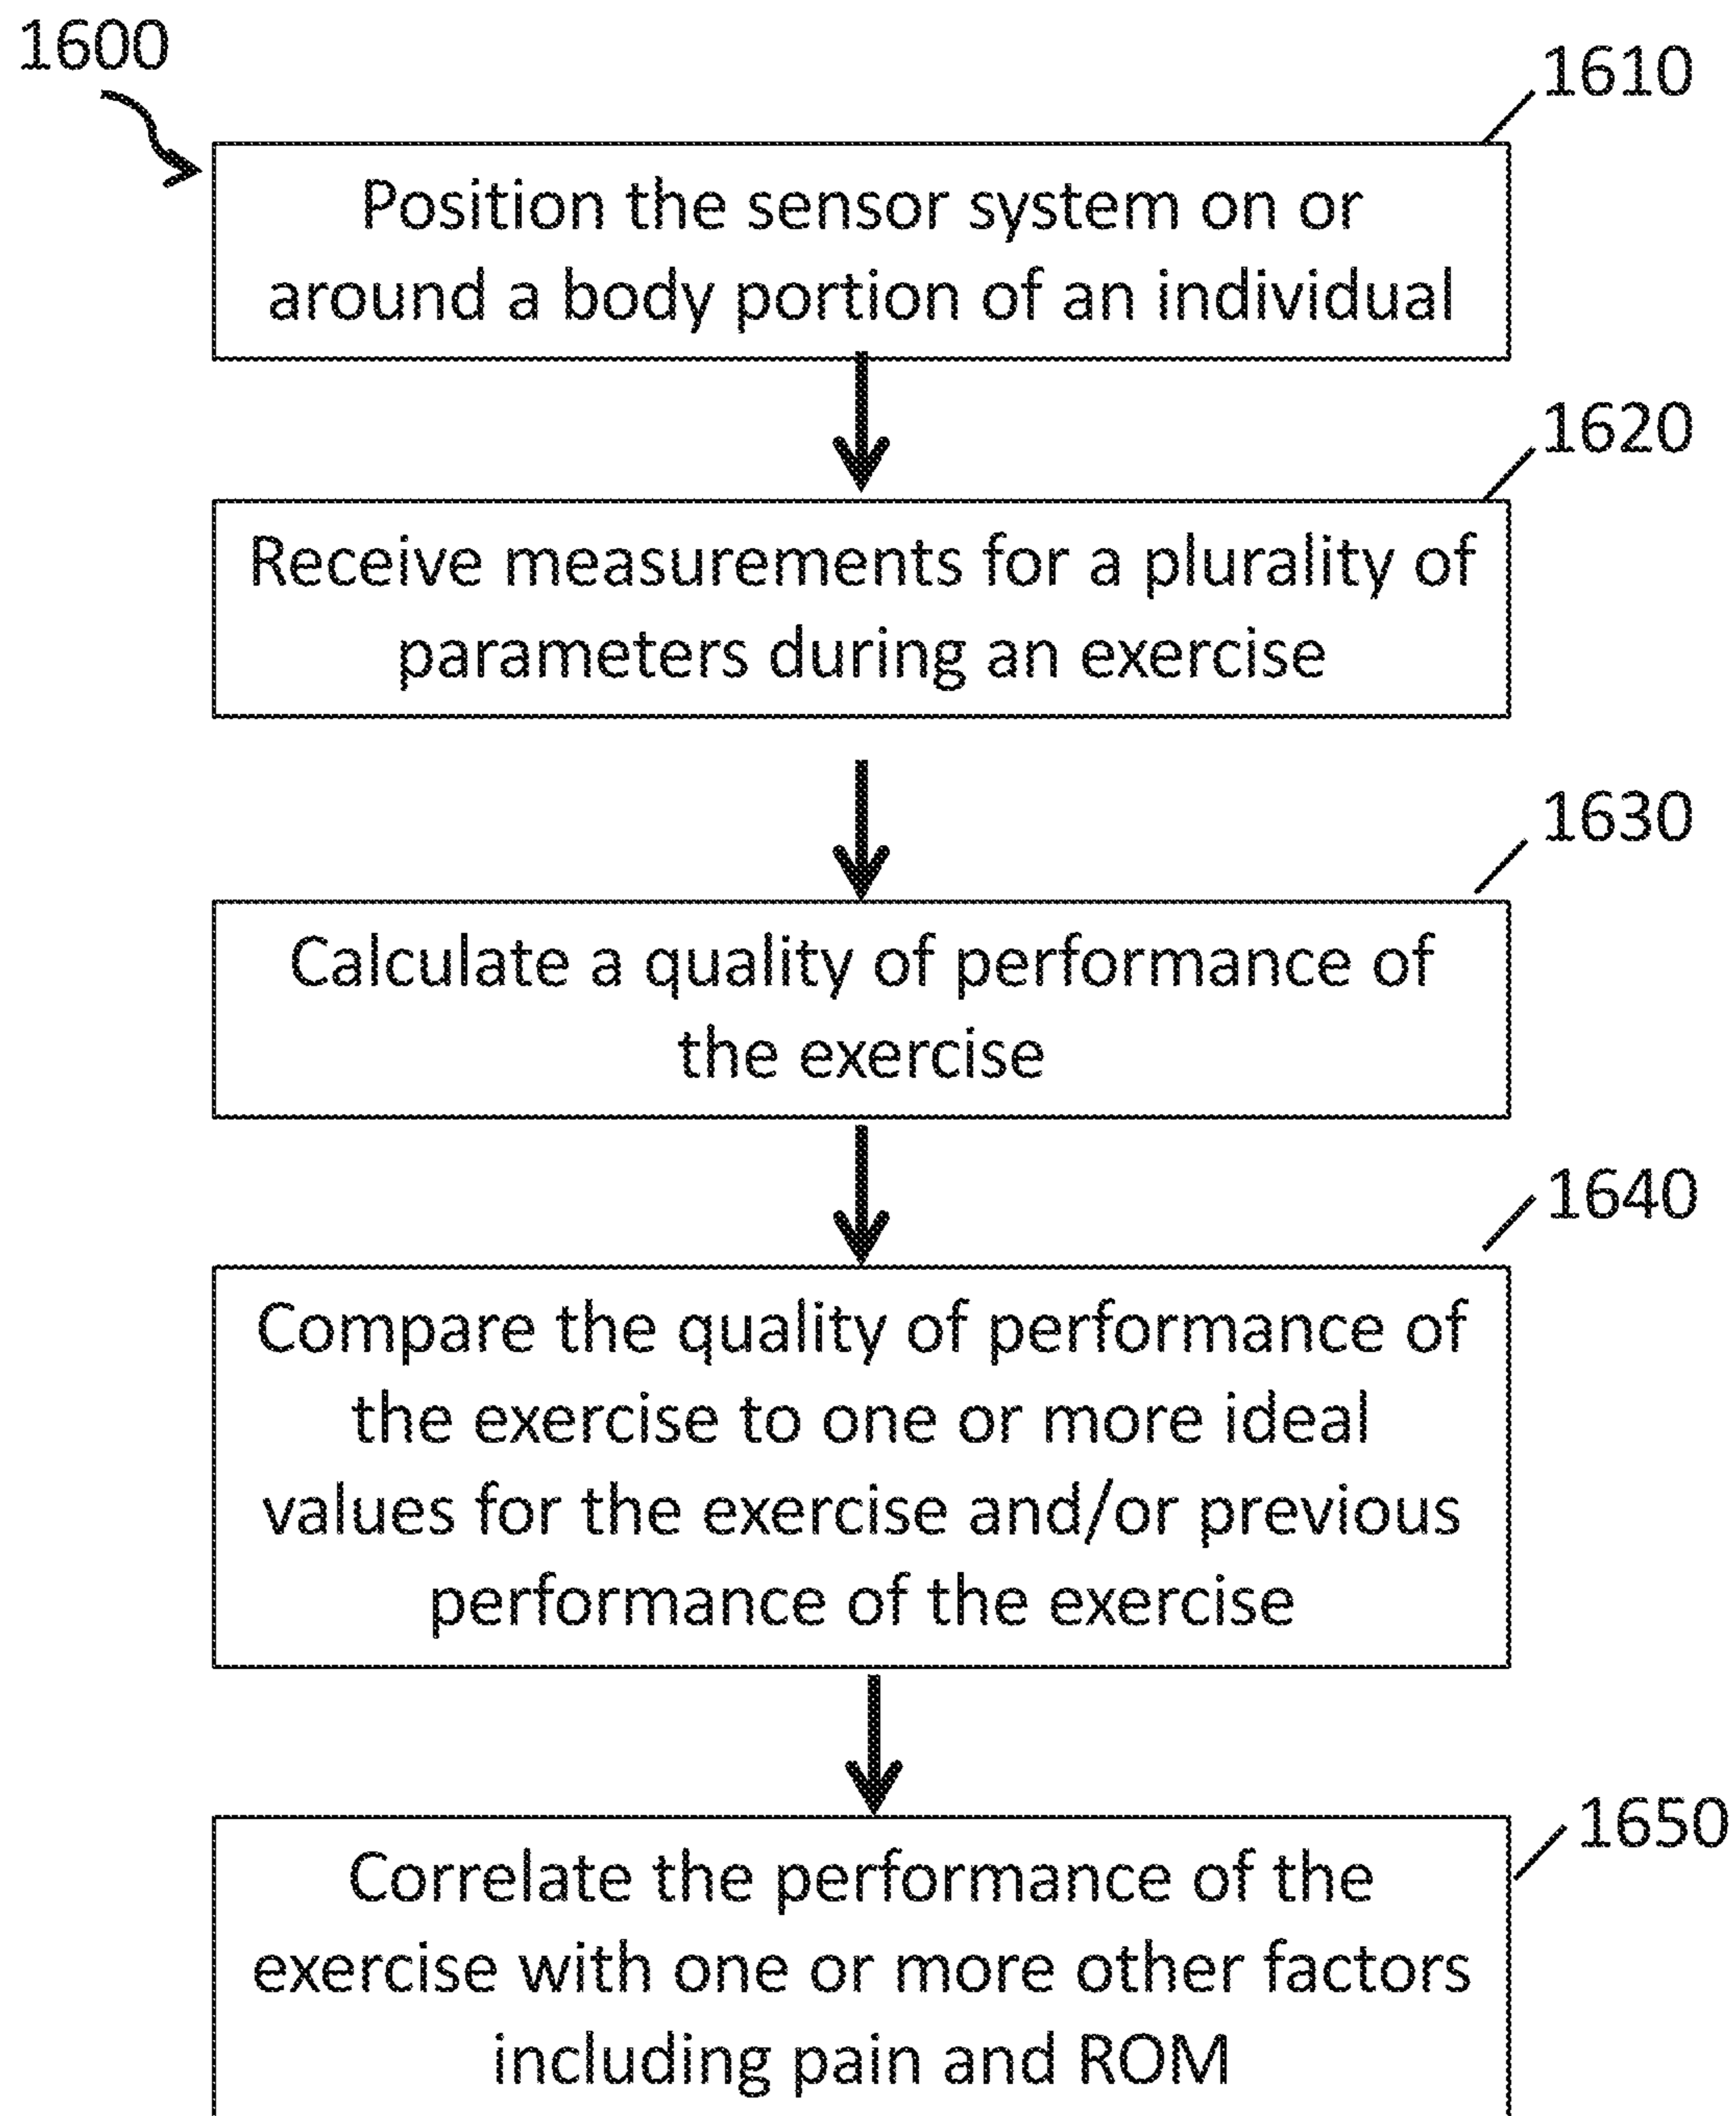 1600
1610
Position the sensor system on or
around a body portion of an individual
1620
Receive measurements for a plurality of
parameters during an exercise
1630
Calculate a quality of performance of
the exercise
1640
Compare the quality of performance of
the exercise to one or more ideal
values for the exercise and/or previous
performance of the exercise
1650
Correlate the performance of the
exercise with one or more other factors
including pain and ROM